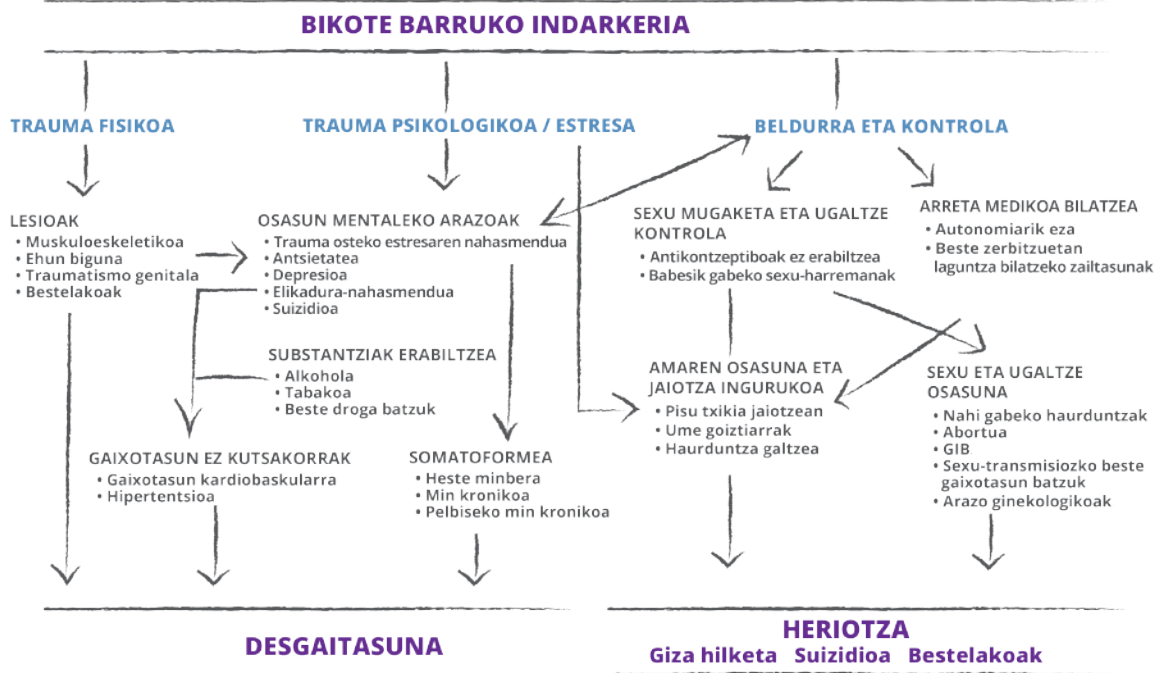 BIKOTE BARRUKO INDARKERIA
TRAUMA FISIKOA
TRAUMA PSIKOLOGIKOA / ESTRESA
BELDURRA ETA KONTROLA
LESIOAK
• Muskuloeskeletikoa
• Ehun biguna
• Traumatismo genitala
• Bestelakoak
OSASUN MENTALEKO ARAZOAK
• Trauma osteko estresaren nahasmendua
• Antsietatea
• Depresioa
• Elikadura-nahasmendua
• Suizidioa
SEXU MUGAKETA ETA UGALTZE
KONTROLA
• Antikontzeptiboak ez erabiltzea
• Babesik gabeko sexu-harremanak
ARRETA MEDIKOA BILATZEA
• Autonomiarik eza
• Beste zerbitzuetan
laguntza bilatzeko zailtasunak
SUBSTANTZIAK ERABILTZEA
• Alkohola
• Tabakoa
• Beste droga batzuk
AMAREN OSASUNA ETA
JAIOTZA INGURUKOA
• Pisu txikia jaiotzean
• Ume goiztiarrak
• Haurduntza galtzea
SEXU ETA UGALTZE
OSASUNA
• Nahi gabeko haurduntzak
• Abortua
• GIB
• Sexu-transmisiozko beste
gaixotasun batzuk
• Arazo ginekologikoak
GAIXOTASUN EZ KUTSAKORRAK
• Gaixotasun kardiobaskularra
• Hipertentsioa
SOMATOFORMEA
• Heste minbera
• Min kronikoa
• Pelbiseko min kronikoa
DESGAITASUNA
HERIOTZA
Giza hilketa Suizidioa Bestelakoak